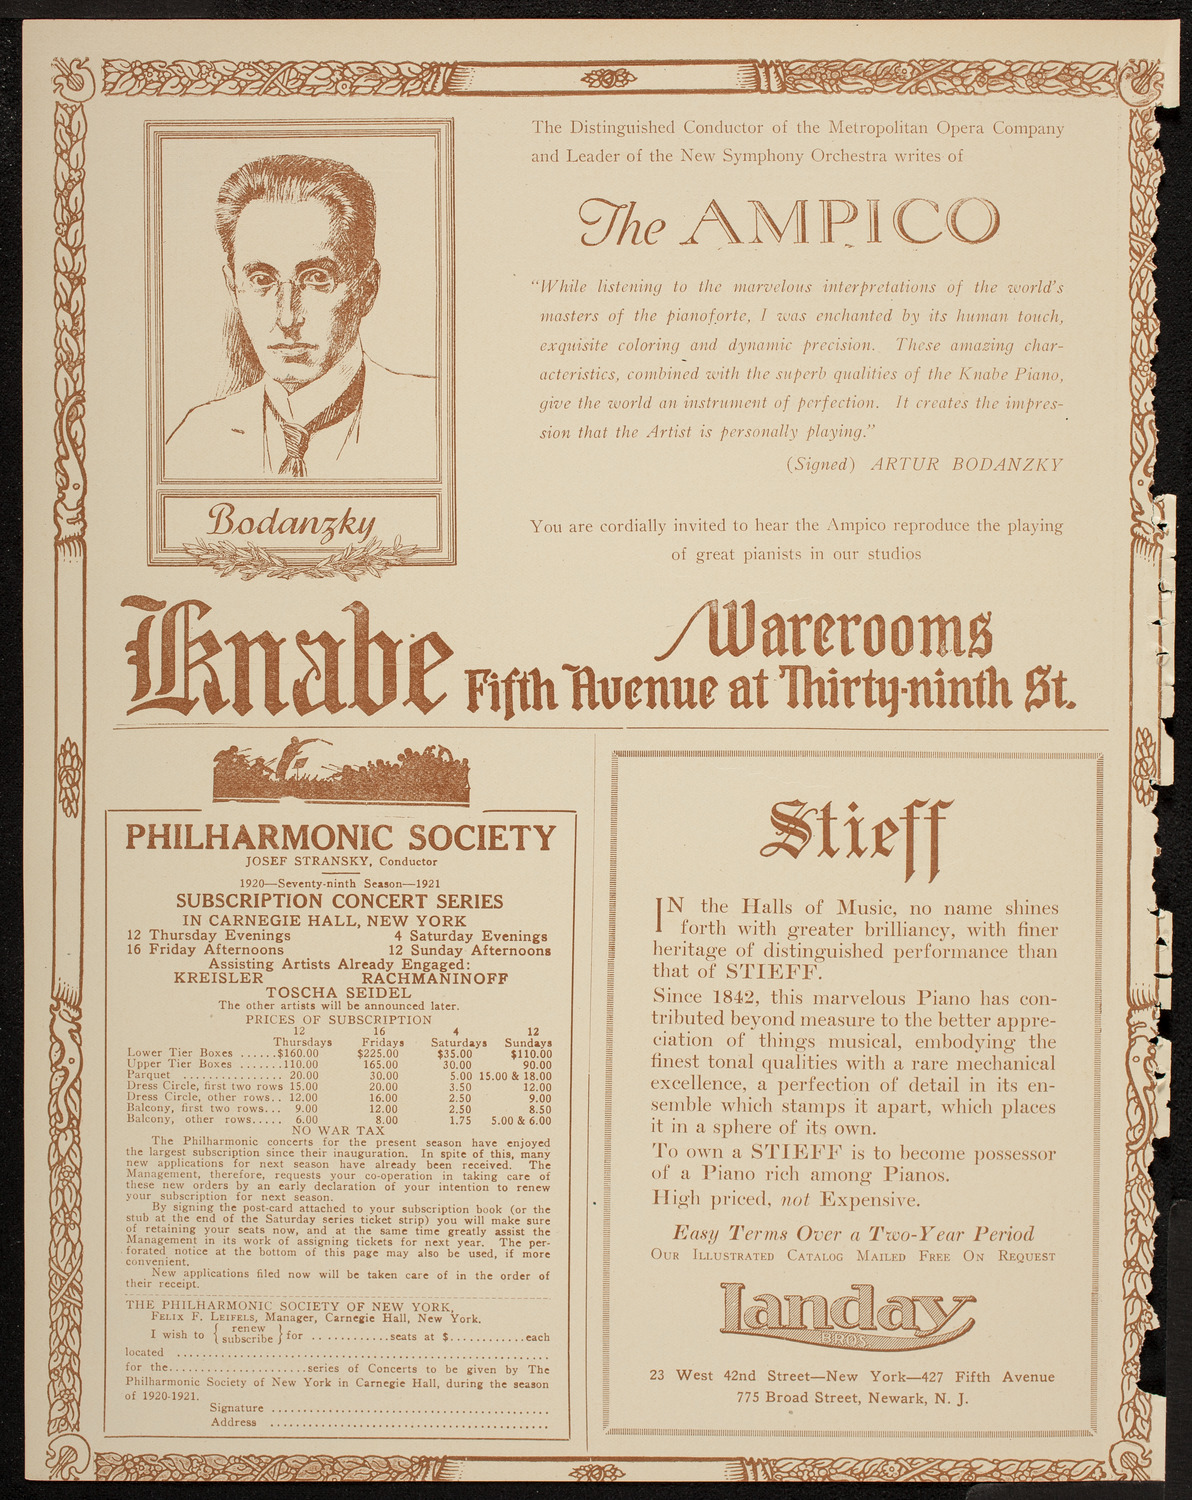 The Distinguished Conductor of the Metropolitan Opera Company
and Leader of the New Symphony Orchestra writes of
The AMPICO
"While listening to the marvelous interpretations of the world's
masters of the pianoforte, I was enchanted by its human touch,
exquisite coloring and dynamic precision. These amazing char-
acteristics, combined with the superb qualities of the Knabe Piano,
give the world an instrument of perfection. It creates the impres-
sion that the Artist is personally playing."
(Signed) ARTUR BODANZKY
Bodanzky
You are cordially invited to hear the Ampico reproduce the playing
of great pianists in our studios
Knabe Warerooms
Fifth Avenue at Thirty-ninth St.
PHILHARMONIC SOCIETY
JOSEF STRANSKY, Conductor
1920—Seventy-ninth Season—1921
SUBSCRIPTION CONCERT SERIES
IN CARNEGIE HALL, NEW YORK
12 Thursday Evenings 4 Saturday Evenings
16 Friday Afternoons 12 Sunday Afternoons
Assisting Artists Already Engaged:
KREISLER RACHMANINOFF
TOSCHA SEIDEL
The other artists will be announced later.
PRICES OF SUBSCRIPTION
12 16 4 12
Thursdays Fridays Saturdays Sundays
Lower Tier Boxes ......$160.00 $225.00 $35.00 $110.00
Upper Tier Boxes .......110.00 165.00 30.00 90.00
Parquet ................ 20.00 30.00 5.00 15.00 & 18.00
Dress Circle, first two rows 15.00 20.00 3.50 12.00
Dress Circle, other rows.. 12.00 16.00 2.50 9.00
Balcony, first two rows... 9.00 12.00 2.50 8.50
Balcony, other rows..... 6.00 8.00 1.75 5.00 & 6.00
NO WAR TAX
The Philharmonic concerts for the present season have enjoyed
the largest subscription since their inauguration. In spite of this, many
new applications for next season have already been received. The
Management, therefore, requests your co-operation in taking care of
these new orders by an early declaration of your intention to renew
your subscription for next season.
By signing the post-card attached to your subscription book (or the
stub at the end of the Saturday series ticket strip) you will make sure
of retaining your seats now, and at the same time greatly assist the
Management in its work of assigning tickets for next year. The per-
forated notice at the bottom of this page may also be used, if more
convenient.
New applications filed now will be taken care of in the order of
their receipt.
THE PHILHARMONIC SOCIETY OF NEW YORK,
FELIX F. LEIFELS, Manager, Carnegie Hall, New York.
I wish to { renew
subscribe } for ............seats at $............each
located ......................................................
for the.....................series of Concerts to be given by The
Philharmonic Society of New York in Carnegie Hall, during the season
of 1920-1921.
Signature ........................................
Address ........................................
Stieff
IN the Halls of Music, no name shines
forth with greater brilliancy, with finer
heritage of distinguished performance than
that of STIEFF.
Since 1842, this marvelous Piano has con-
tributed beyond measure to the better appre-
ciation of things musical, embodying the
finest tonal qualities with a rare mechanical
excellence, a perfection of detail in its en-
semble which stamps it apart, which places
it in a sphere of its own.
To own a STIEFF is to become possessor
of a Piano rich among Pianos.
High priced, not Expensive.
Easy Terms Over a Two-Year Period
OUR ILLUSTRATED CATALOG MAILED FREE ON REQUEST
Landay
BROS.
23 West 42nd Street—New York—427 Fifth Avenue
775 Broad Street, Newark, N. J.